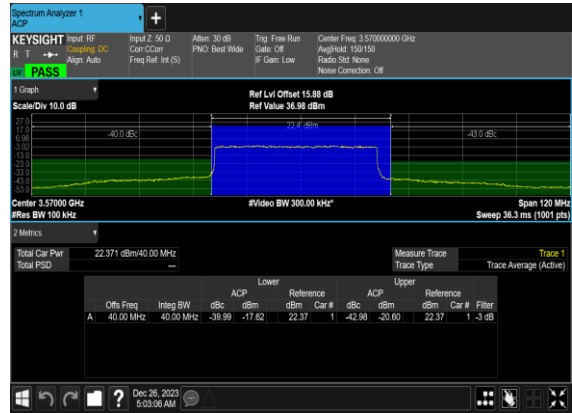 Spectrum Analyzer 1
ACP
KEYSIGHT Input: RF Input Z: 50 Ω Atten: 30 dB Trig: Free Run Center Freq: 3.570000000 GHz
R T Coupling: DC Corr CCorr PNO: Best Wide Gate: Off Avg|Hold: 150/150
Align: Auto Freq Ref: Int (S) IF Gain: Low Radio Std: None
LW PASS Noise Correction: Off
1 Graph Ref Lvl Offset 15.88 dB
Scale/Div 10.0 dB Ref Value 36.98 dBm
27.0 22.4 dBm
17.0 -40.0 dBc -43.0 dBc
6.98
-3.02
-13.0
-23.0
-33.0
-43.0
-53.0
Center 3.57000 GHz #Video BW 300.00 kHz* Span 120 MHz
#Res BW 100 kHz Sweep 36.3 ms (1001 pts)
2 Metrics
Total Car Pwr 22.371 dBm/40.00 MHz Measure Trace Trace 1
Total PSD --- Trace Type Trace Average (Active)
Lower Upper
ACP Reference ACP Reference
Offs Freq Integ BW dBc dBm dBm Car # dBc dBm dBm Car # Filter
A 40.00 MHz 40.00 MHz -39.99 -17.62 22.37 1 -42.98 -20.60 22.37 1 -3 dB
? Dec 26, 2023
5:03:06 AM